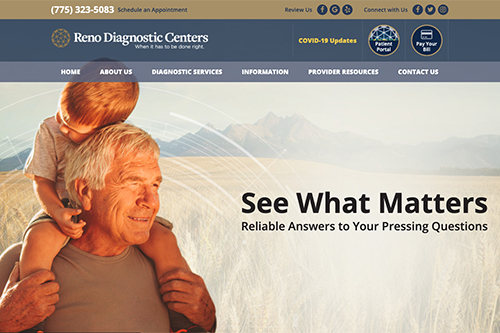 (775) 323-5083 Schedule an Appointment Review Us Connect with Us
Reno Diagnostic Centers
When it has to be done right.
COVID-19 Updates
Patient
Portal
Pay Your
Bill
HOME ABOUT US DIAGNOSTIC SERVICES INFORMATION PROVIDER RESOURCES CONTACT US
See What Matters
Reliable Answers to Your Pressing Questions